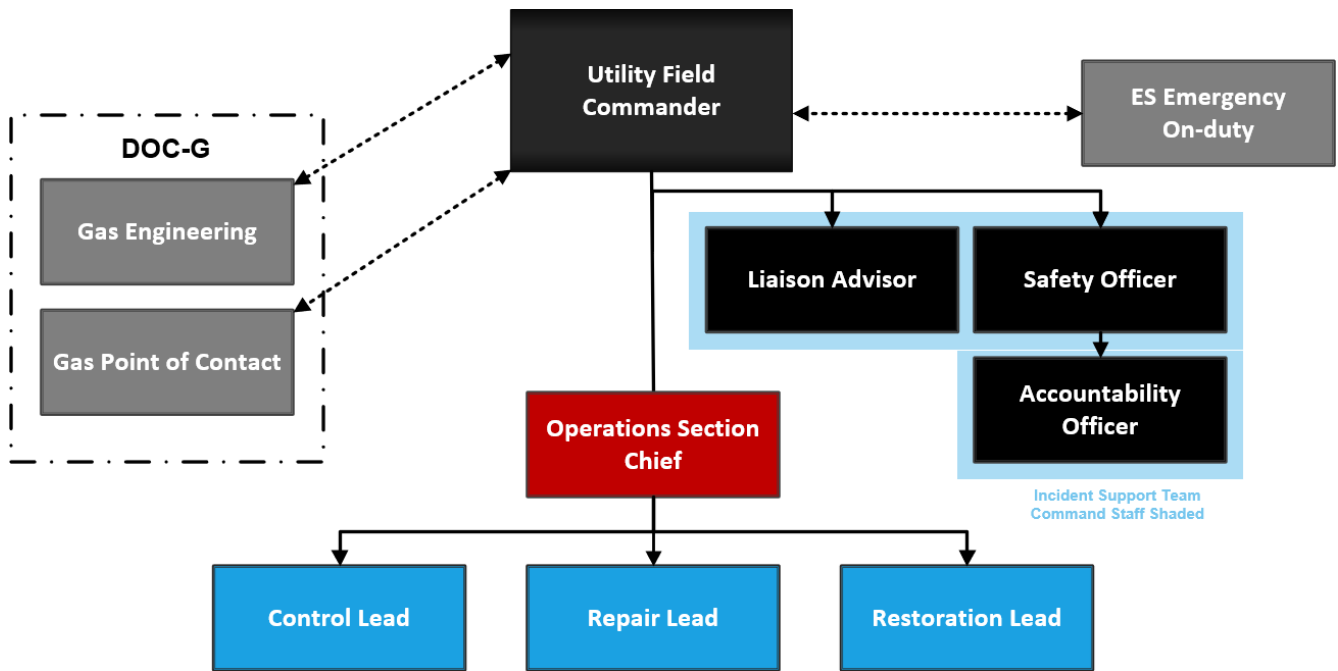 Utility Field
Commander
ES Emergency
On-duty
DOC-G
Gas Engineering
Gas Point of Contact
Liaison Advisor
Safety Officer
Accountability
Officer
Incident Support Team
Command Staff Shaded
Operations Section
Chief
Control Lead
Repair Lead
Restoration Lead